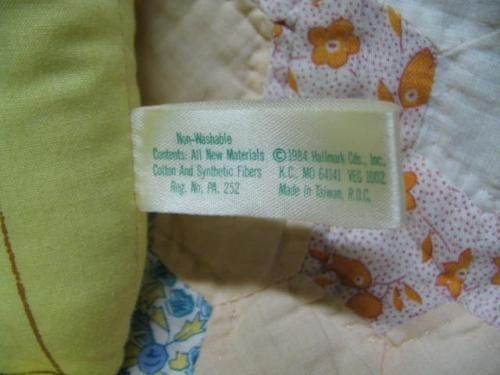 Non-Washable
Contents: All New Materials
Cotton And Synthetic Fibers
Reg. No. PA. 252
©1984 Hallmark Cds., Inc.
K.C., MO 64141 VEG 1002
Made in Taiwan, R.O.C.